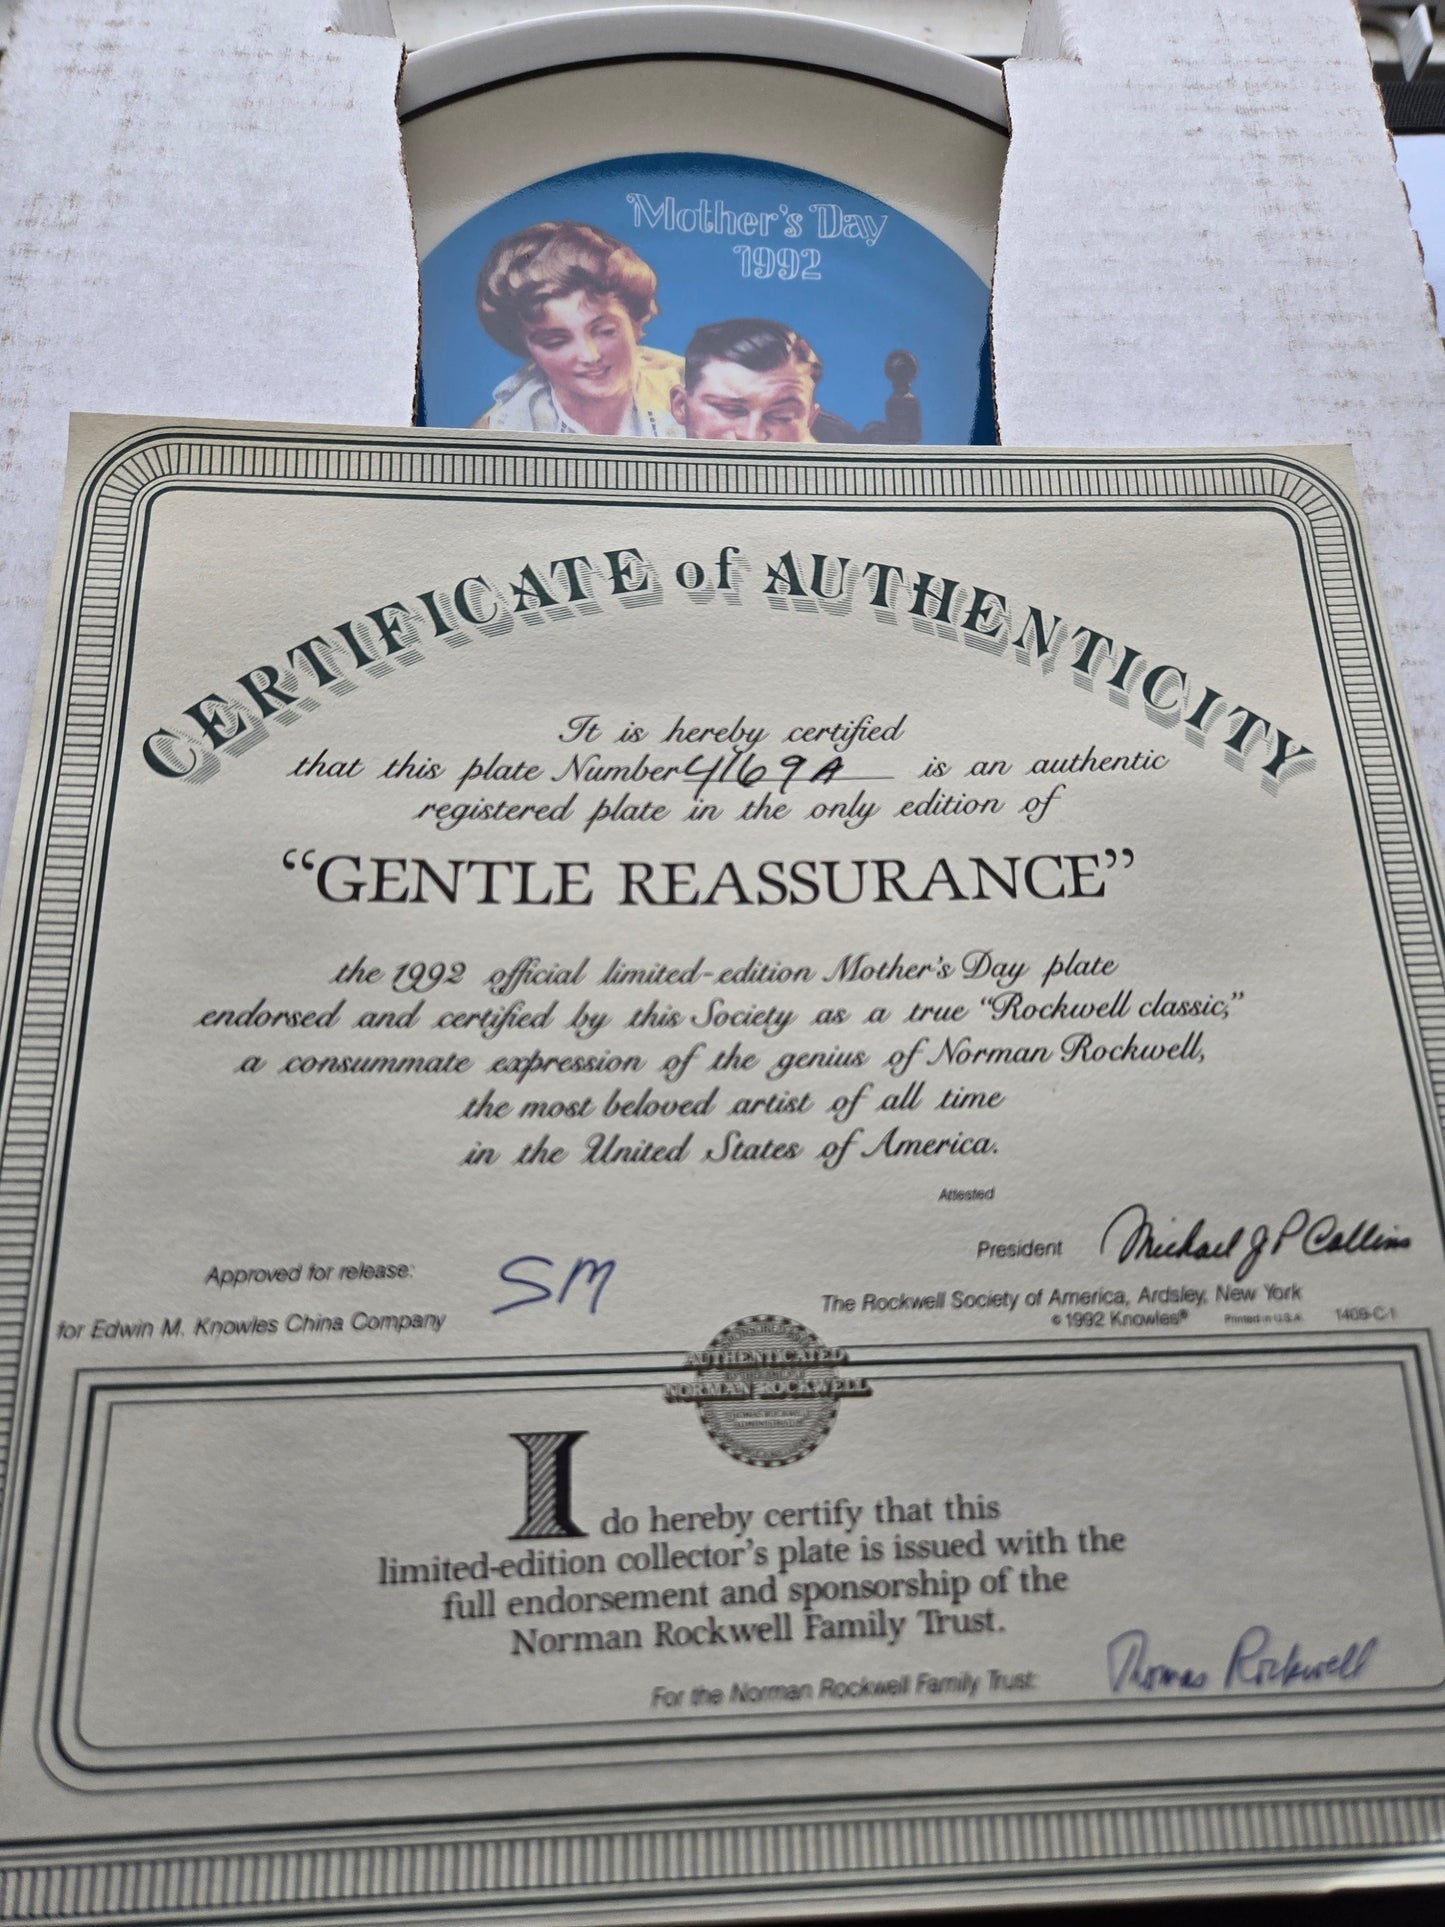 Mother's Day
1992
CERTIFICATE of AUTHENTICITY
It is hereby certified
that this plate Number 4169A is an authentic
registered plate in the only edition of
“GENTLE REASSURANCE”
the 1992 official limited-edition Mother's Day plate
endorsed and certified by this Society as a true “Rockwell classic,”
a consummate expression of the genius of Norman Rockwell,
the most beloved artist of all time
in the United States of America.
Attested
President Michael J P Collins
Approved for release: SM
for Edwin M. Knowles China Company
The Rockwell Society of America, Ardsley, New York
© 1992 Knowles® Printed in U.S.A. 1409-C-1
AUTHENTICATED
NORMAN ROCKWELL
I do hereby certify that this
limited-edition collector's plate is issued with the
full endorsement and sponsorship of the
Norman Rockwell Family Trust.
For the Norman Rockwell Family Trust: Thomas Rockwell